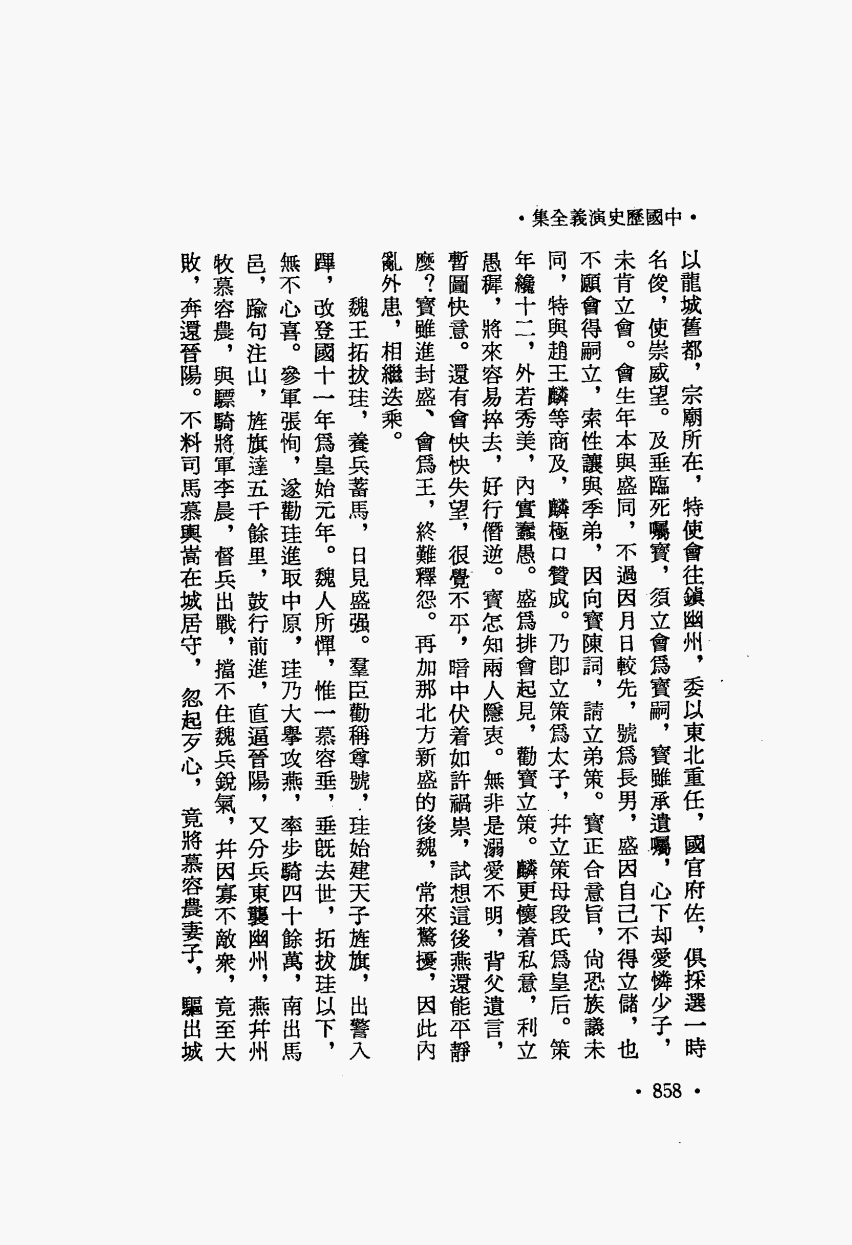 •中國歷史演義全集•
以龍城舊都，宗廟所在，特使會往鎮幽州，委以東北重任，國官府佐，俱採選一時
名俊，使崇威望。及垂臨死囑寶，須立會爲寶嗣，寶雖承遺囑，心下却愛憐少子，
未肯立會。會生年本與盛同，不過因月日較先，號爲長男，盛因自己不得立儲，也
不願會得嗣立，索性讓與季弟，因向寶陳詞，請立弟策。寶正合意旨，尙恐族議未
同，特與趙王麟等商及，麟極口贊成。乃卽立策爲太子，幷立策母段氏爲皇后。策
年纔十二，外若秀美，內實蠢愚。盛爲排會起見，勸寶立策。麟更懷着私意，利立
愚穉，將來容易捽去，好行僭逆。寶怎知兩人隱衷。無非是溺愛不明，背父遺言，
暫圖快意。還有會怏怏失望，很覺不平，暗中伏着如許禍祟，試想這後燕還能平靜
麼？寶雖進封盛、會爲王，終難釋怨。再加那北方新盛的後魏，常來驚擾，因此內
亂外患，相繼迭乘。
魏王拓拔珪，養兵蓄馬，日見盛强。羣臣勸稱尊號，珪始建天子旌旗，出警入
蹕，改登國十一年爲皇始元年。魏人所憚，惟一慕容垂，垂旣去世，拓拔珪以下，
無不心喜。參軍張恂，遂勸珪進取中原，珪乃大擧攻燕，率步騎四十餘萬，南出馬
邑，踰句注山，旌旗達五千餘里，鼓行前進，直逼晉陽，又分兵東襲幽州，燕幷州
牧慕容農，與驃騎將軍李晨，督兵出戰，擋不住魏兵銳氣，幷因寡不敵衆，竟至大
敗，奔還晉陽。不料司馬慕輿嵩在城居守，忽起歹心，竟將慕容農妻子，驅出城
•858•